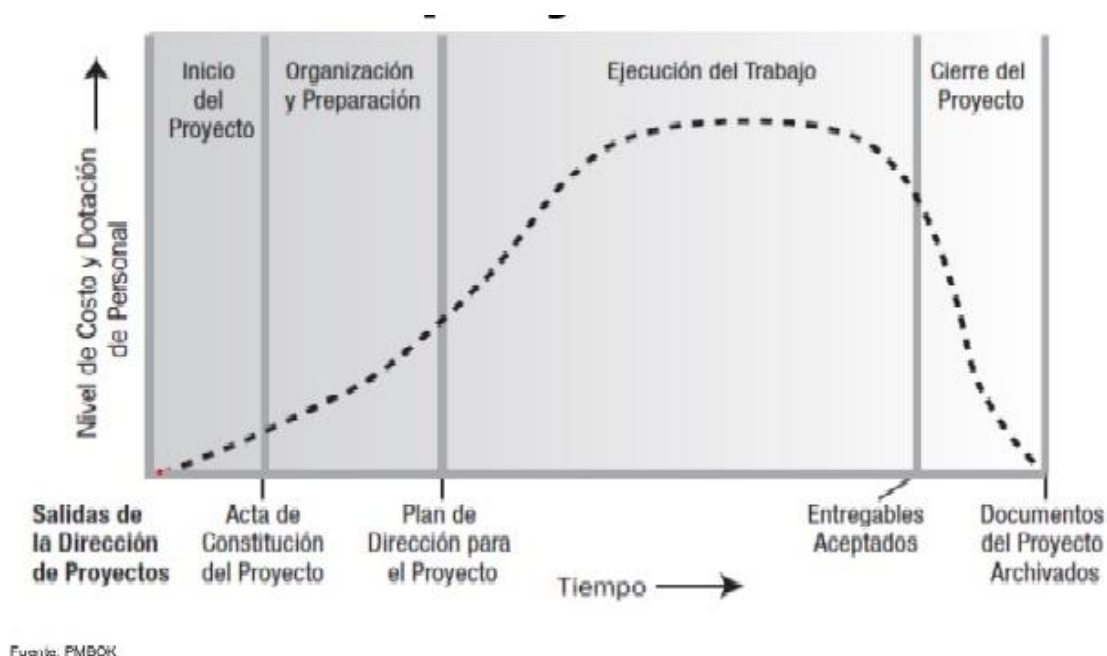 Inicio
del
Proyecto
Organización
y Preparación
Ejecución del Trabajo
Cierre del
Proyecto
Nivel de Costo y Dotación
de Personal
Salidas de
la Dirección
de Proyectos
Acta de
Constitución
del Proyecto
Plan de
Dirección para
el Proyecto
Entregables
Aceptados
Documentos
del Proyecto
Archivados
Tiempo
Fuente: PMBOK